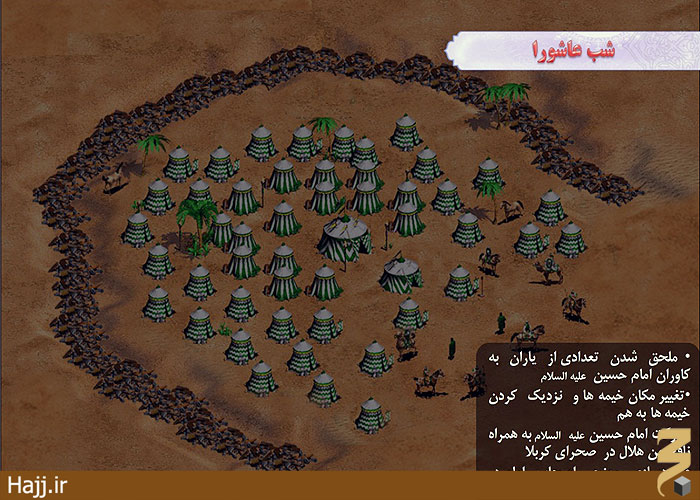 شب عاشورا
• ملحق شدن تعدادی از یاران به
کاوران امام حسین علیه السلام
•تغییر مکان خیمه ها و نزدیک کردن
خیمه ها به هم
امام حسین علیه السلام به همراه
هلال در صحرای کربلا
Hajj.ir